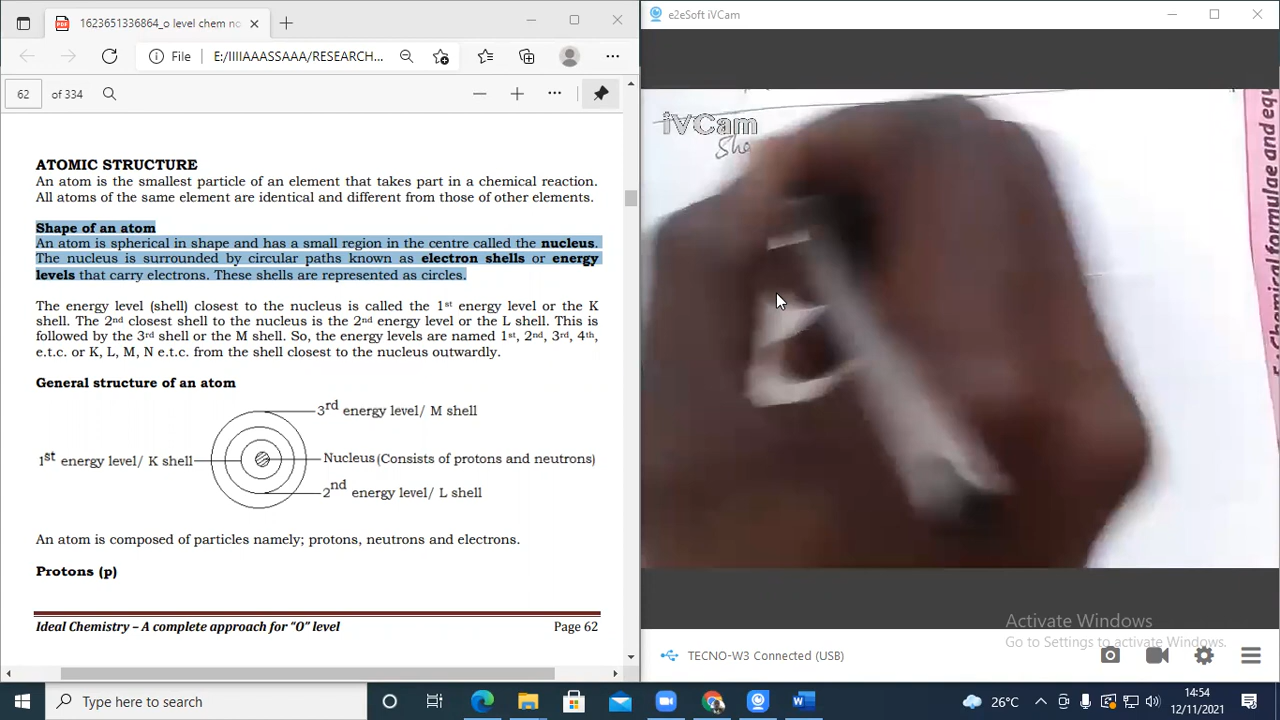 1623651336864_o level chem no
e2eSoft iVCam
File
E:/IIIIAAASSAAA/RESEARCH...
62
of 334
ATOMIC STRUCTURE
An atom is the smallest particle of an element that takes part in a chemical reaction.
All atoms of the same element are identical and different from those of other elements.
Shape of an atom
An atom is spherical in shape and has a small region in the centre called the nucleus.
The nucleus is surrounded by circular paths known as electron shells or energy
levels that carry electrons. These shells are represented as circles.
The energy level (shell) closest to the nucleus is called the 1st energy level or the K
shell. The 2nd closest shell to the nucleus is the 2nd energy level or the L shell. This is
followed by the 3rd shell or the M shell. So, the energy levels are named 1st, 2nd, 3rd, 4th,
e.t.c. or K, L, M, N e.t.c. from the shell closest to the nucleus outwardly.
General structure of an atom
3rd energy level/ M shell
1st energy level/ K shell
Nucleus (Consists of protons and neutrons)
2nd energy level/ L shell
An atom is composed of particles namely; protons, neutrons and electrons.
Protons (p)
Ideal Chemistry – A complete approach for "O" level
Page 62
iVCam
Sha
Chemical formulae and equ
Activate Windows
Go to Settings to activate Windows.
TECNO-W3 Connected (USB)
Type here to search
26°C
14:54
12/11/2021